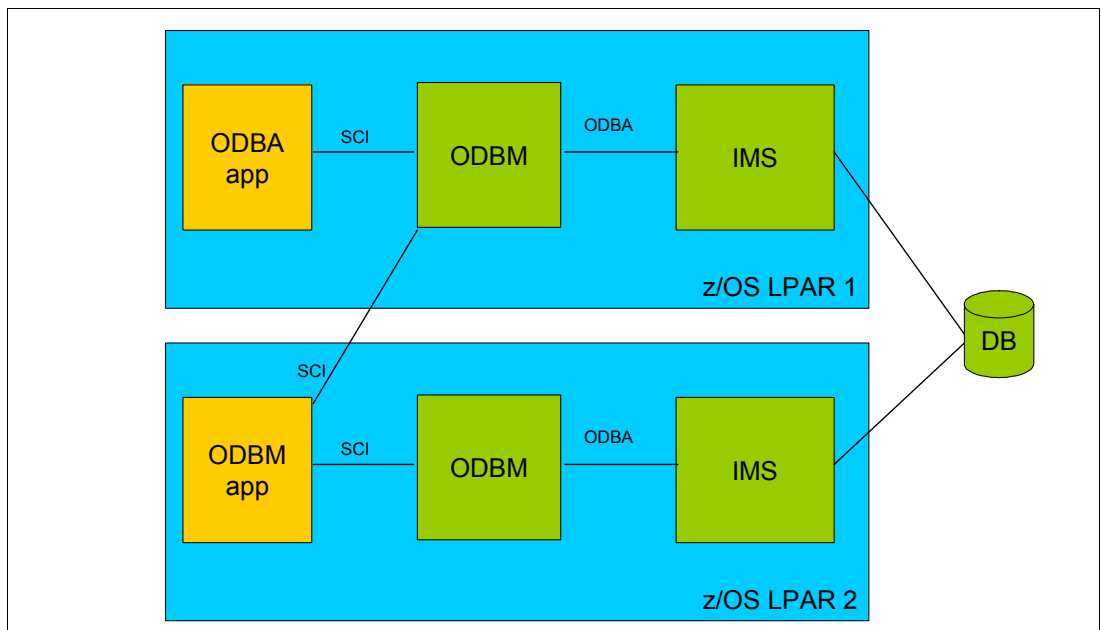 ODBA
app
SCI
ODBM
ODBA
IMS
z/OS LPAR 1
DB
SCI
ODBM
app
SCI
ODBM
ODBA
IMS
z/OS LPAR 2